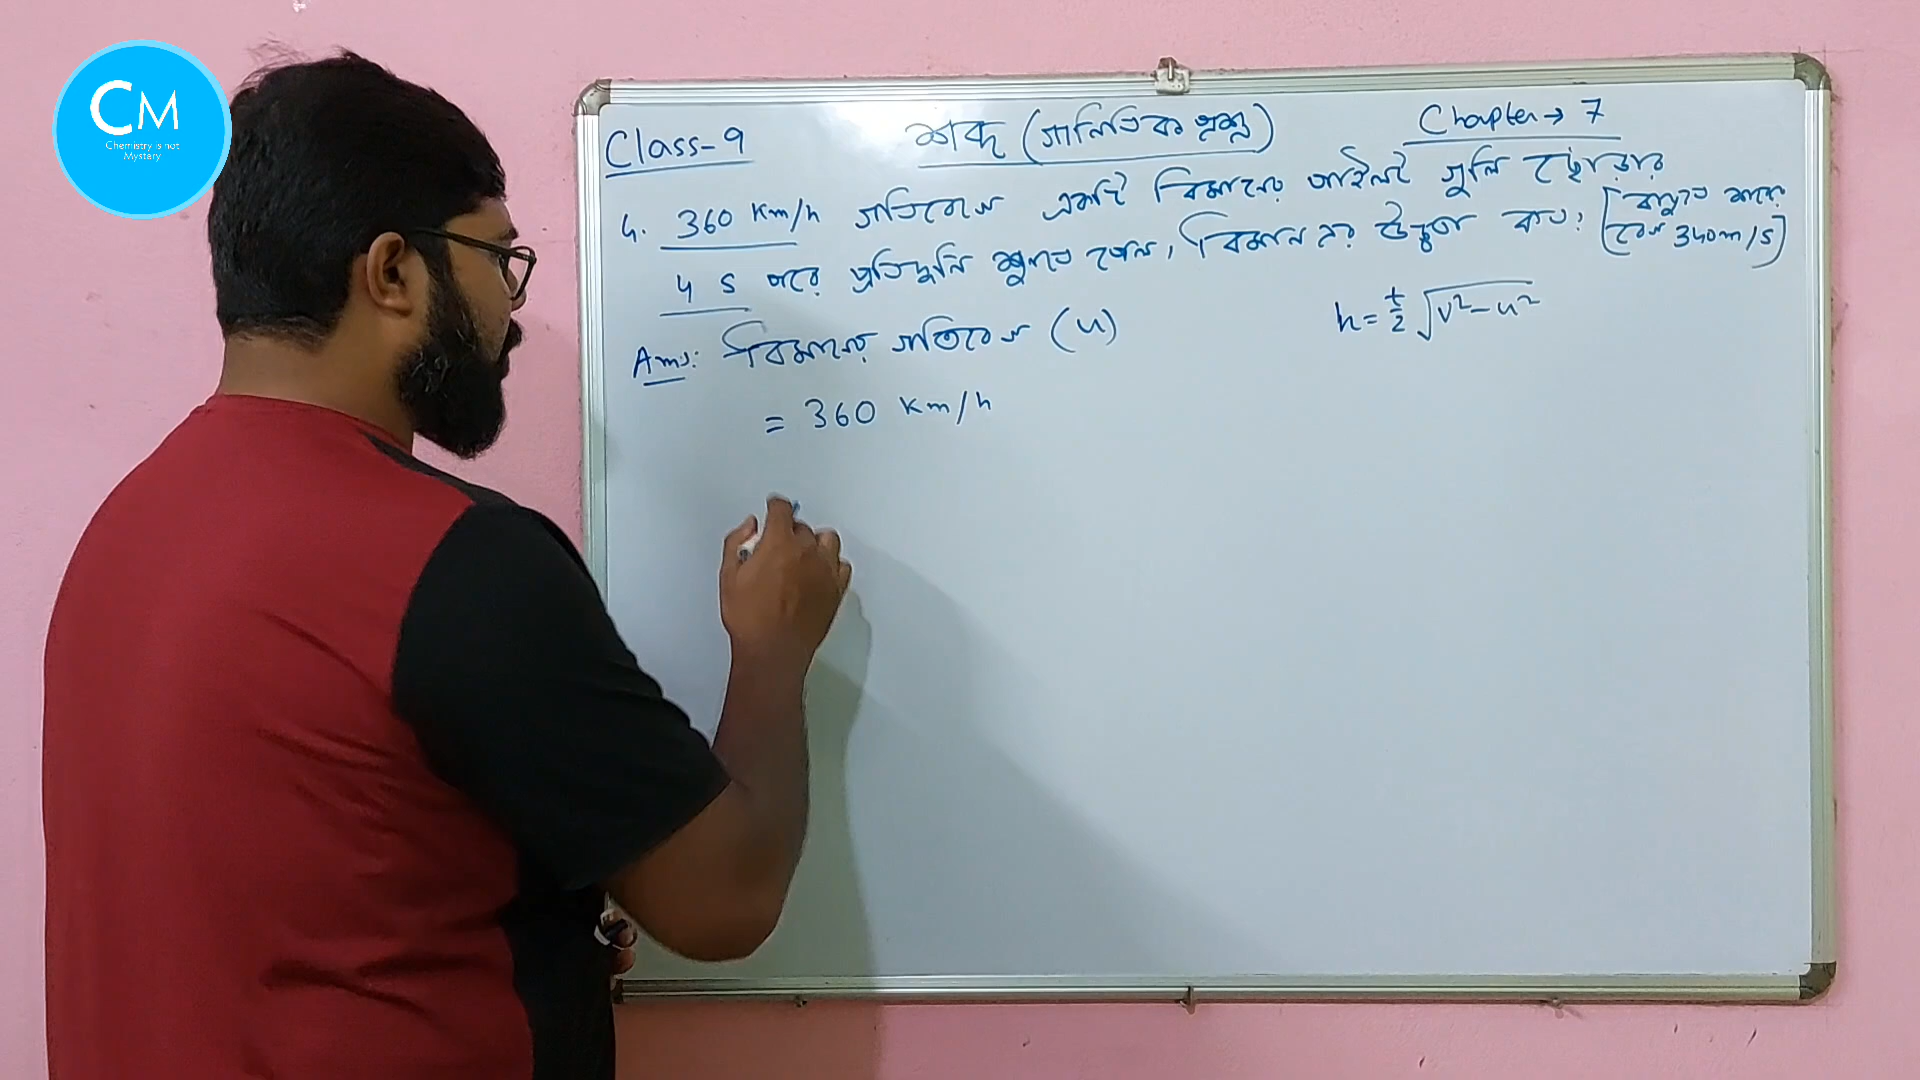 CM
Chemistry is not
Mystery
Class-9
শব্দ (গাণিতিক প্রশ্ন)
Chapter → 7
4. 360 Km/h গতিবেগে একটি বিমানের পাইলট গুলি ছোড়ার
4 s পরে প্রতিধ্বনি শুনতে পেল, বিমান এর উচ্চতা কত? [বায়ুতে শব্দের
বেগ 340m/s]
h = t/2 √v² - u²
Ans: বিমানের গতিবেগ (u)
= 360 Km/h